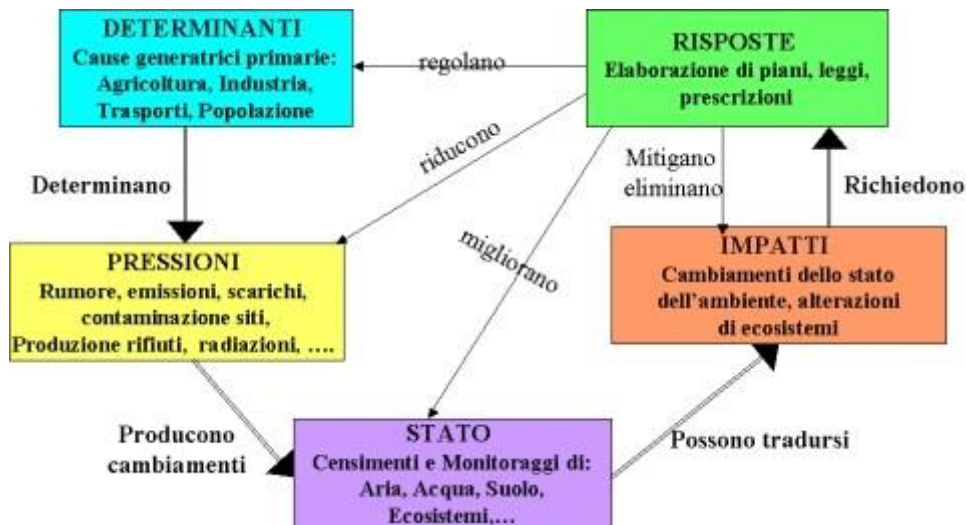 DETERMINANTI
Cause generatrici primarie:
Agricoltura, Industria,
Trasporti, Popolazione
regolano
RISPOSTE
Elaborazione di piani, leggi,
prescrizioni
riducono
Determinano
Mitigano
eliminano
Richiedono
migliorano
PRESSIONI
Rumore, emissioni, scarichi,
contaminazione siti,
Produzione rifiuti, radiazioni, ....
IMPATTI
Cambiamenti dello stato
dell'ambiente, alterazioni
di ecosistemi
Producono
cambiamenti
STATO
Censimenti e Monitoraggi di:
Aria, Acqua, Suolo,
Ecosistemi,...
Possono tradursi